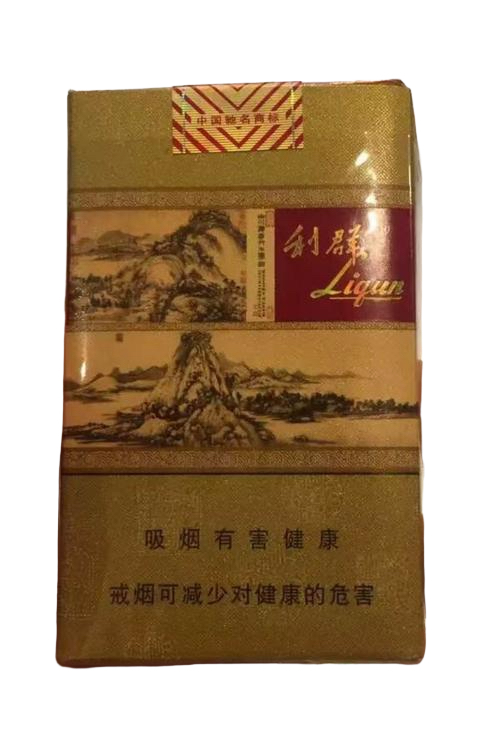 中国驰名商标
利群
Liqun
吸烟有害健康
戒烟可减少对健康的危害